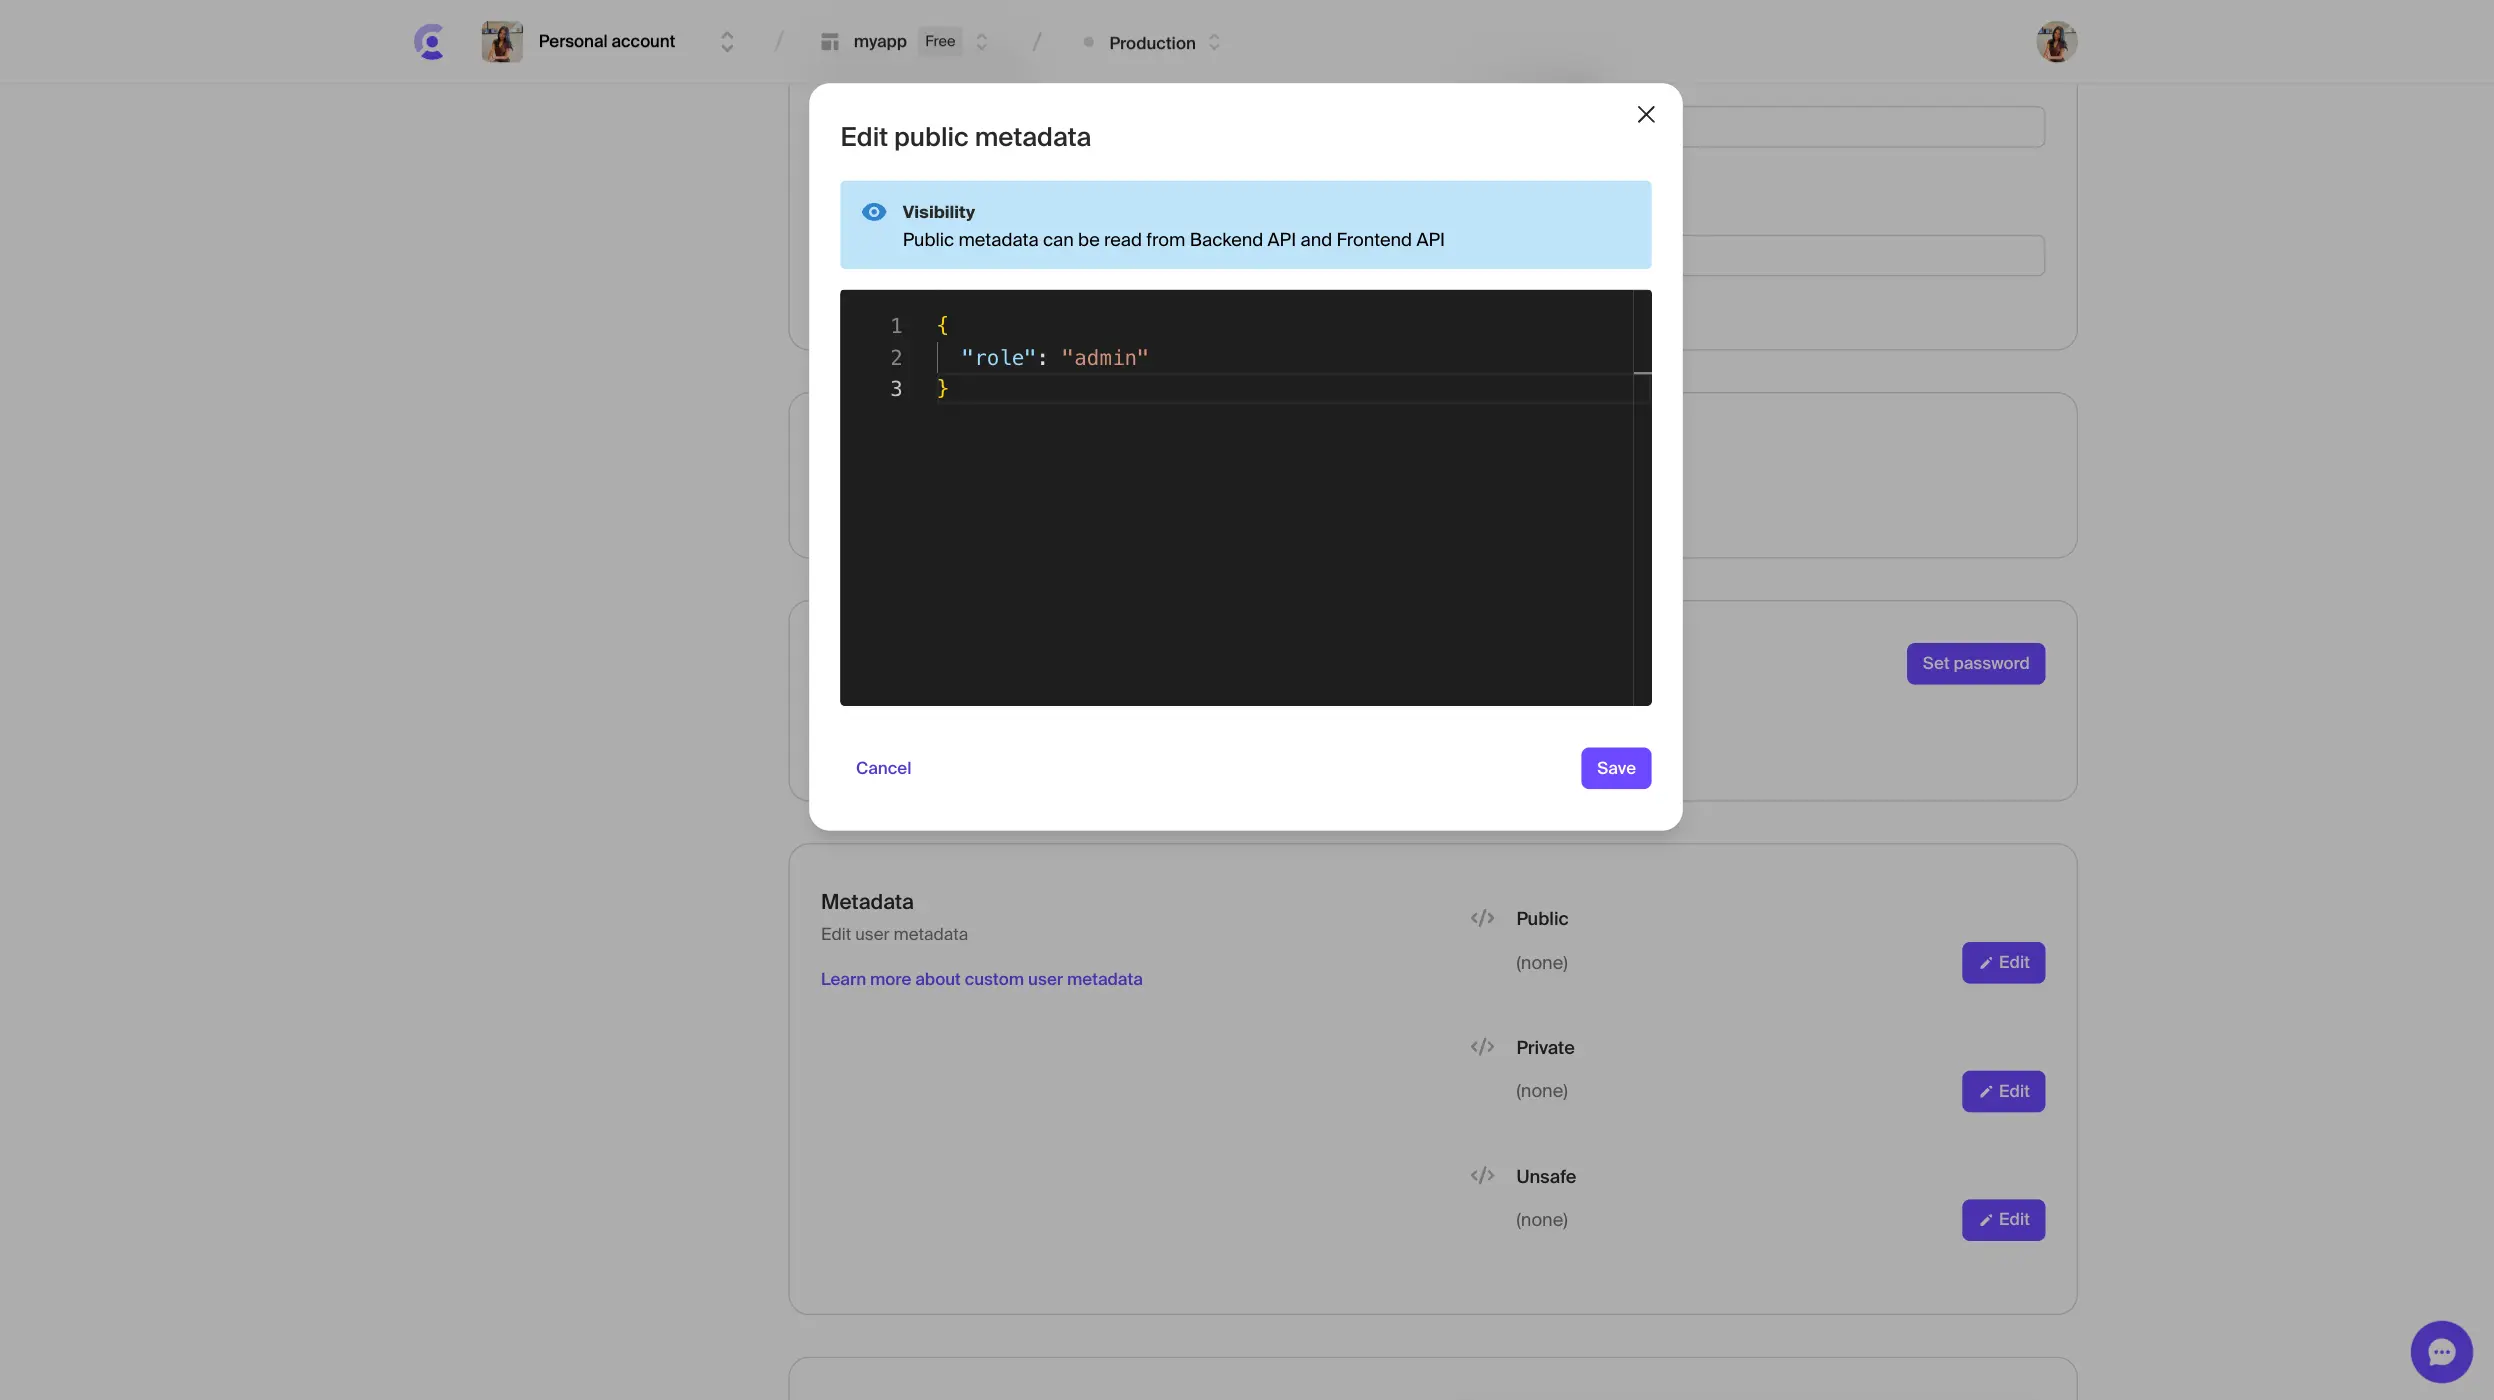 Personal account
myapp
Free
Production
Edit public metadata
Visibility
Public metadata can be read from Backend API and Frontend API
1 {
2 "role": "admin"
3 }
Cancel
Save
Set password
Metadata
Edit user metadata
Learn more about custom user metadata
Public
(none)
Edit
Private
(none)
Edit
Unsafe
(none)
Edit